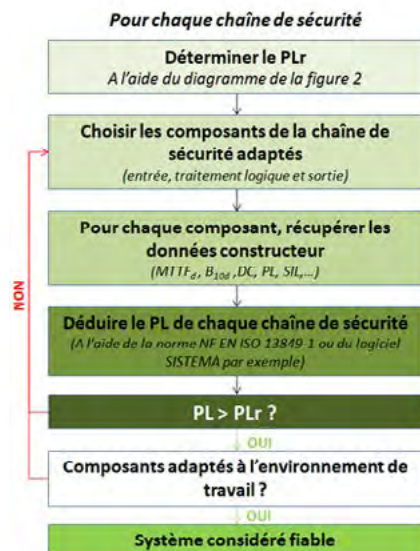 Pour chaque chaîne de sécurité
Déterminer le PLr
A l'aide du diagramme de la figure 2
Choisir les composants de la chaîne de
sécurité adaptés
(entrée, traitement logique et sortie)
Pour chaque composant, récupérer les
données constructeur
(MTTFd, B10d ,DC, PL, SIL,...)
Déduire le PL de chaque chaîne de sécurité
(A l'aide de la norme NF EN ISO 13849-1 ou du logiciel
SISTEMA par exemple)
NON
PL > PLr ?
OUI
Composants adaptés à l'environnement de
travail ?
OUI
Système considéré fiable